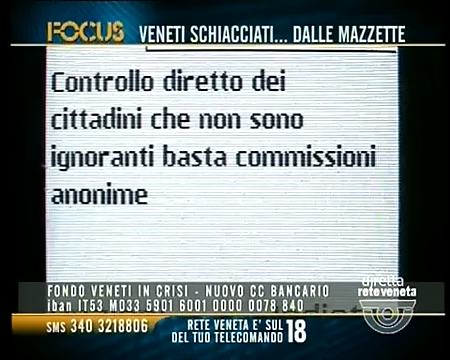 FOCUS VENETI SCHIACCIATI... DALLE MAZZETTE
Controllo diretto dei
cittadini che non sono
ignoranti basta commissioni
anonime
diretta
reteveneta
FONDO VENETI IN CRISI - NUOVO CC BANCARIO
iban IT53 M033 5901 6001 0000 0078 840
SMS 340 3218806
RETE VENETA E' SUL
DEL TUO TELECOMANDO 18